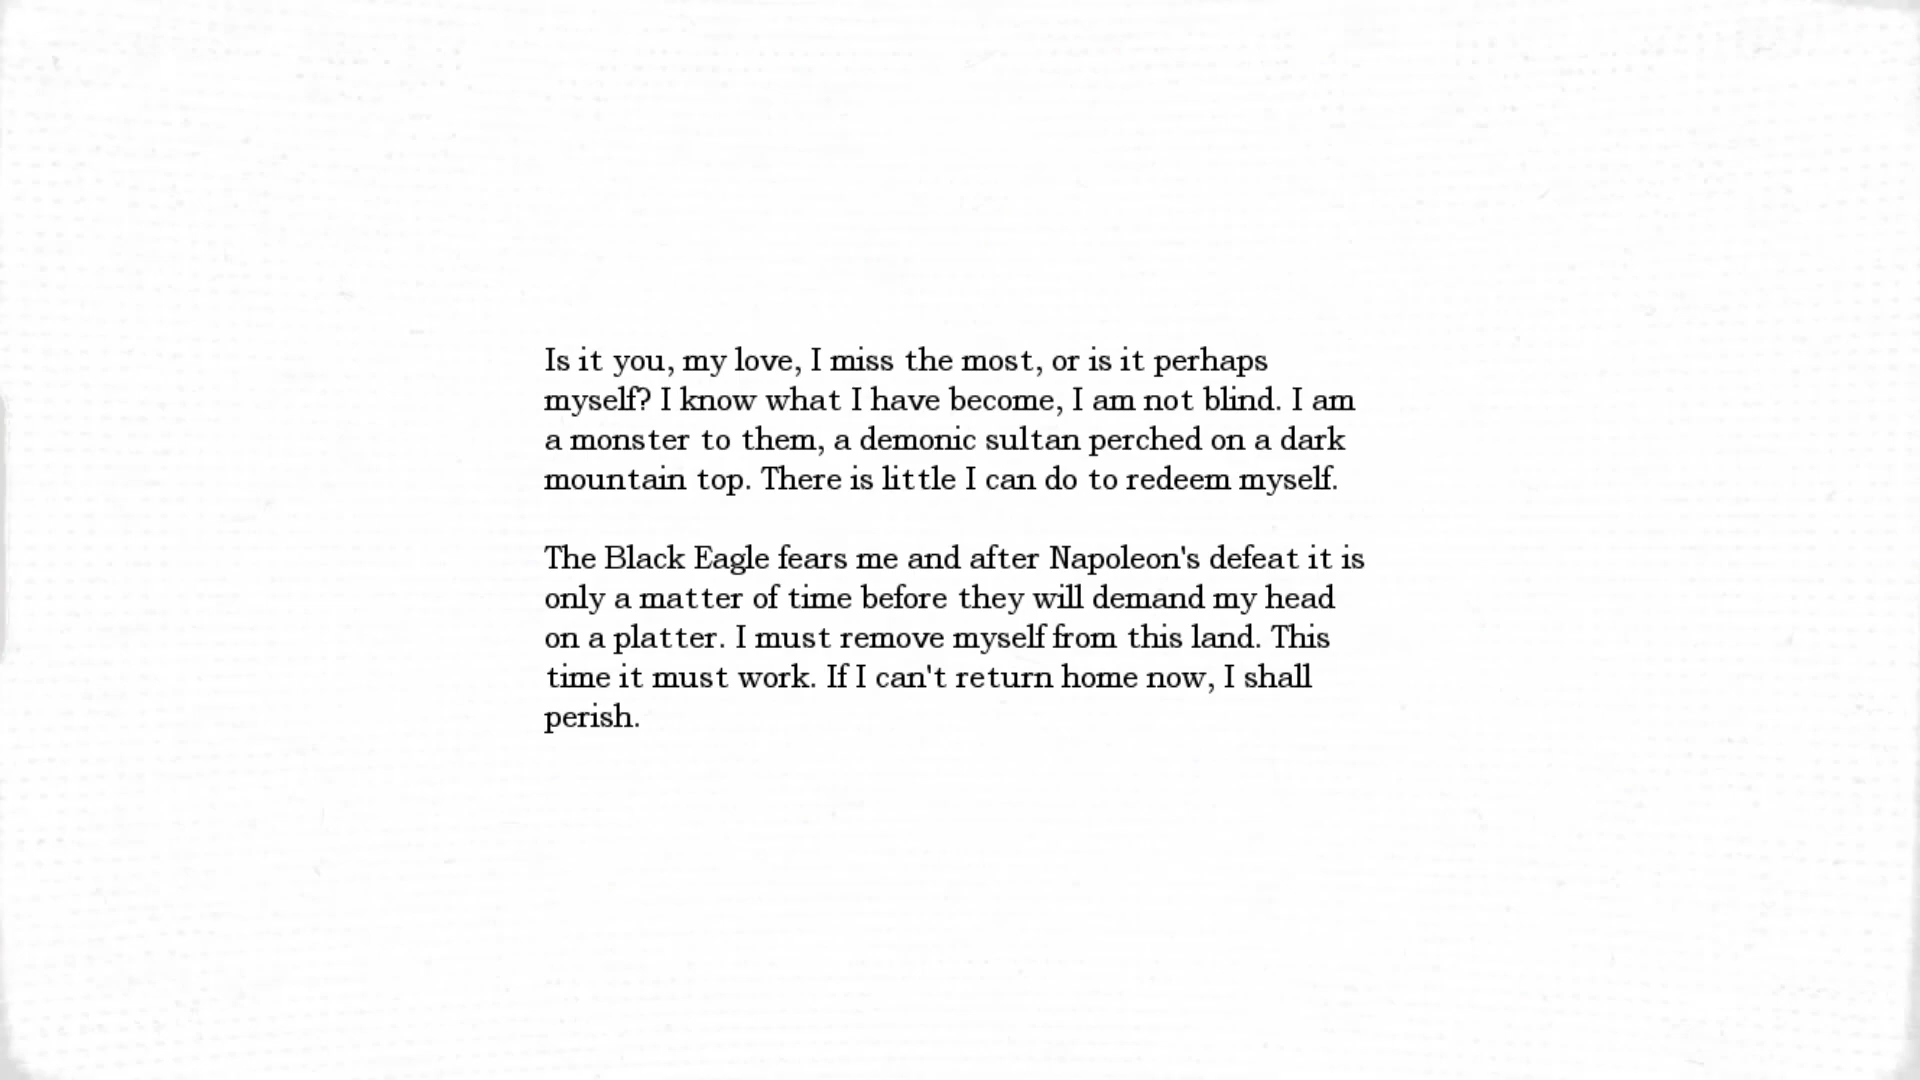 Is it you, my love, I miss the most, or is it perhaps
myself? I know what I have become, I am not blind. I am
a monster to them, a demonic sultan perched on a dark
mountain top. There is little I can do to redeem myself.
The Black Eagle fears me and after Napoleon's defeat it is
only a matter of time before they will demand my head
on a platter. I must remove myself from this land. This
time it must work. If I can't return home now, I shall
perish.